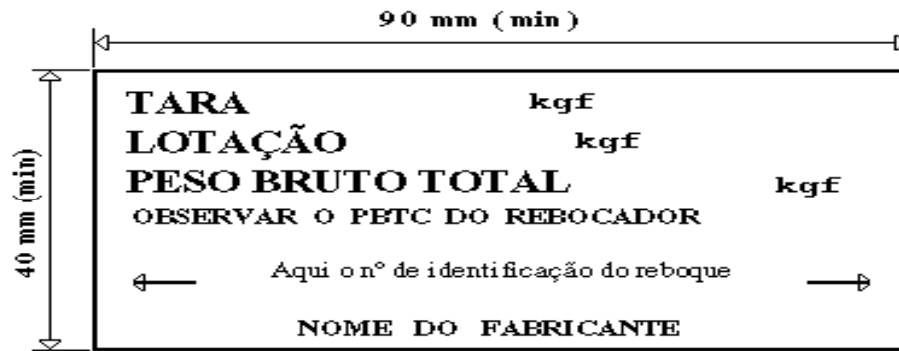 90 mm (min)
40 mm (min)
TARA kgf
LOTAÇÃO kgf
PESO BRUTO TOTAL kgf
OBSERVAR O PBTC DO REBOCADOR
Aqui o nº de identificação do reboque
NOME DO FABRICANTE